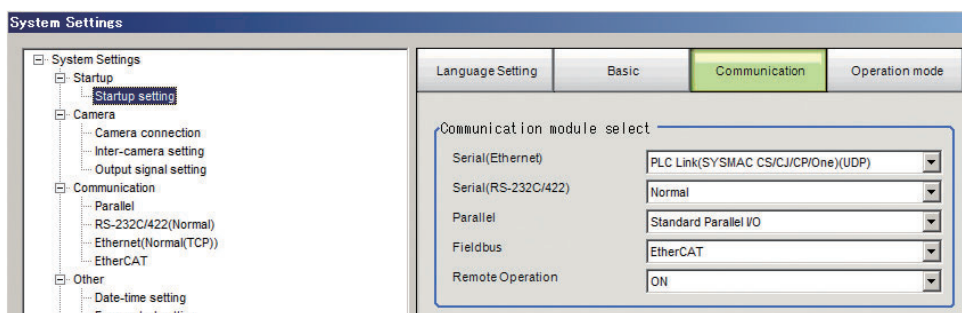 System Settings
System Settings
Startup
Startup setting
Camera
Camera connection
Inter-camera setting
Output signal setting
Communication
Parallel
RS-232C/422(Normal)
Ethernet(Normal(TCP))
EtherCAT
Other
Date-time setting
Language Setting Basic Communication Operation mode
Communication module select
Serial(Ethernet) PLC Link(SYSMAC CS/CJ/CP/One)(UDP)
Serial(RS-232C/422) Normal
Parallel Standard Parallel I/O
Fieldbus EtherCAT
Remote Operation ON